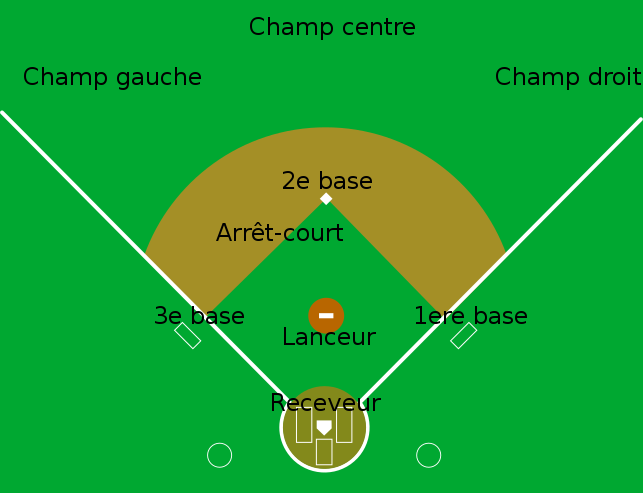 Champ centre
Champ gauche
Champ droit
2e base
Arrêt-court
3e base
1ere base
Lanceur
Receveur